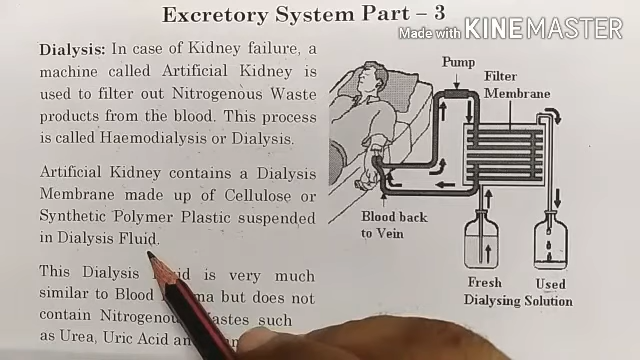 Excretory System Part – 3
Made with KINEMASTER
Dialysis: In case of Kidney failure, a
machine called Artificial Kidney is
used to filter out Nitrogenous Waste
products from the blood. This process
is called Haemodialysis or Dialysis.
Artificial Kidney contains a Dialysis
Membrane made up of Cellulose or
Synthetic Polymer Plastic suspended
in Dialysis Fluid.
This Dialysis is very much
similar to Blood but does not
contain such
as Urea, Uric Acid
Pump
Filter
Membrane
Blood back
to Vein
Fresh Used
Dialysing Solution